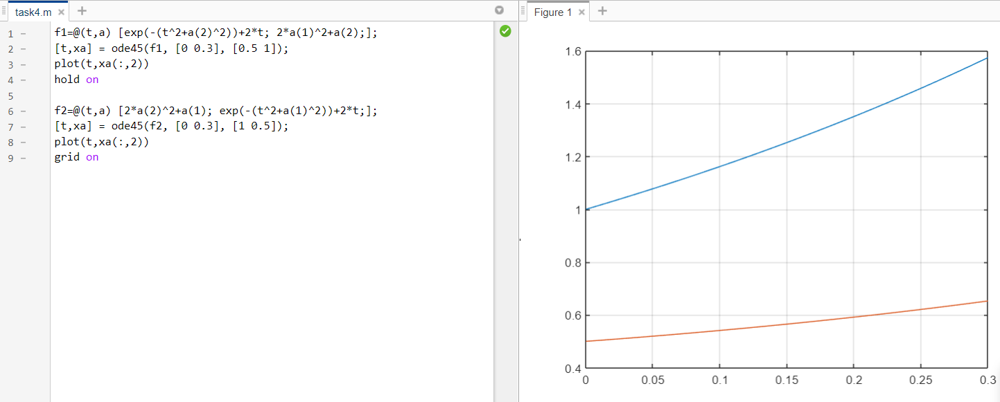 task4.m × +
1 – f1=@(t,a) [exp(-(t^2+a(2)^2))+2*t; 2*a(1)^2+a(2);];
2 – [t,xa] = ode45(f1, [0 0.3], [0.5 1]);
3 – plot(t,xa(:,2))
4 – hold on
5
6 – f2=@(t,a) [2*a(2)^2+a(1); exp(-(t^2+a(1)^2))+2*t;];
7 – [t,xa] = ode45(f2, [0 0.3], [1 0.5]);
8 – plot(t,xa(:,2))
9 – grid on
Figure 1 × +
1.6
1.4
1.2
1
0.8
0.6
0.4
0 0.05 0.1 0.15 0.2 0.25 0.3